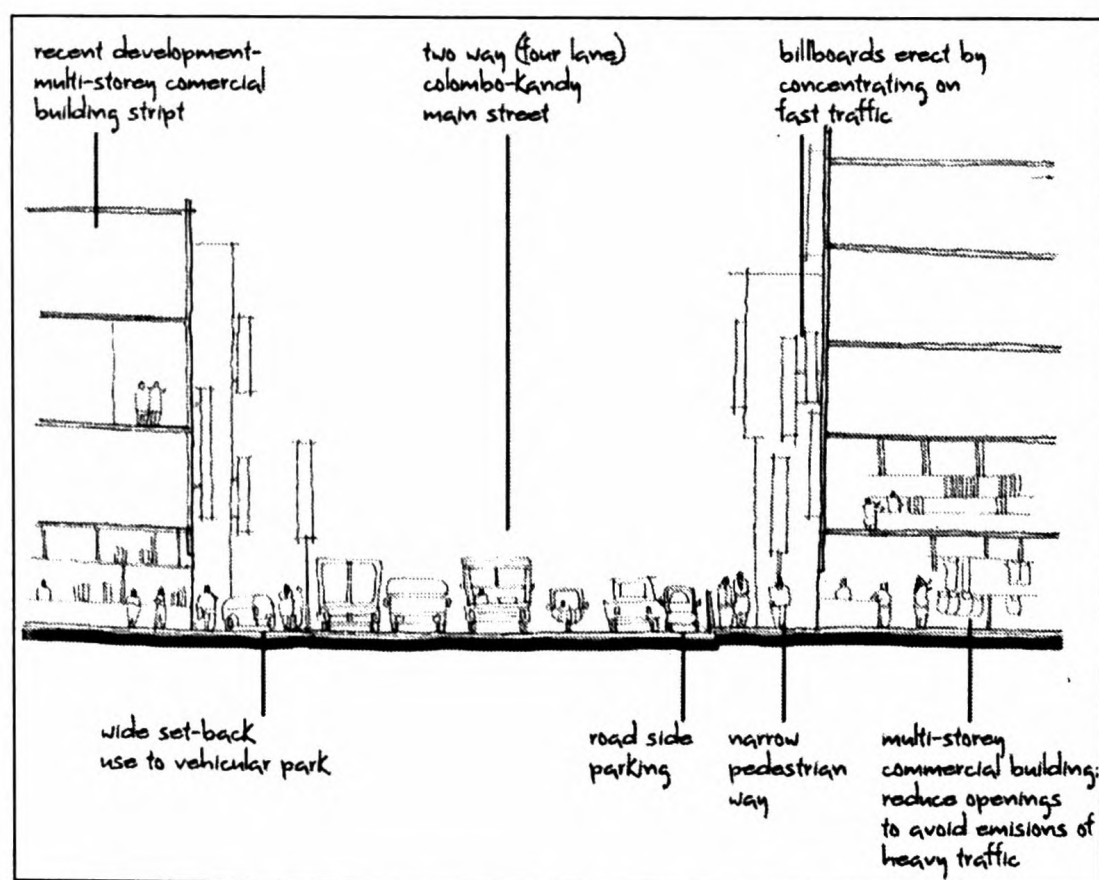 recent development-
multi-storey comercial
building stript
two way (four lane)
colombo-kandy
main street
billboards erect by
concentrating on
fast traffic
wide set-back
use to vehicular park
road side
parking
narrow
pedestrian
way
multi-storey
commercial building:
reduce openings
to avoid emisions of
heavy traffic